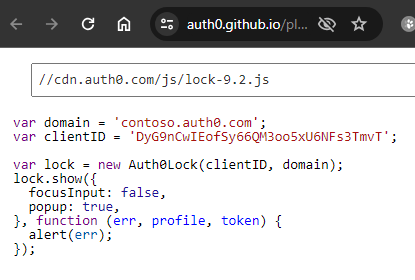 auth0.github.io/pl...
//cdn.auth0.com/js/lock-9.2.js
var domain = 'contoso.auth0.com';
var clientID = 'DyG9nCwIEofSy66QM3oo5xU6NFs3TmvT';
var lock = new Auth0Lock(clientID, domain);
lock.show({
  focusInput: false,
  popup: true,
}, function (err, profile, token) {
  alert(err);
});